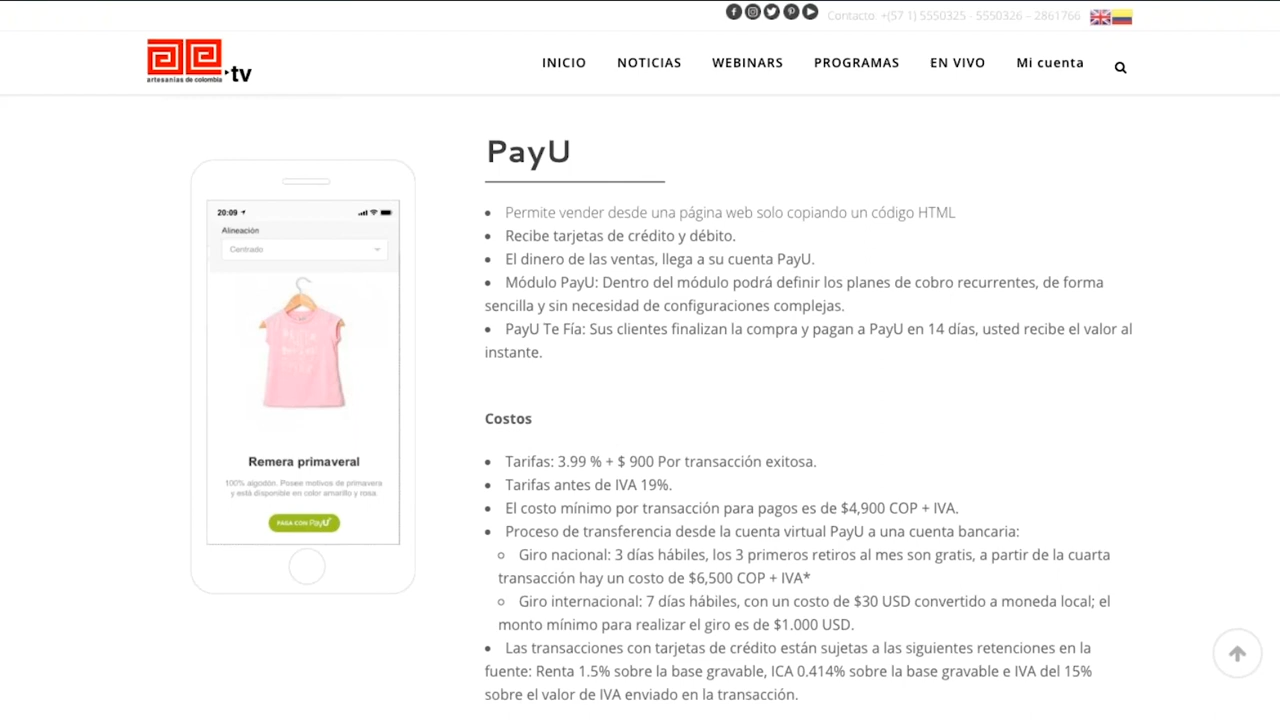 Contacto: +(57 1) 5550325 - 5550326 – 2861766
artesanías de colombia
tv
INICIO NOTICIAS WEBINARS PROGRAMAS EN VIVO Mi cuenta
20:09
Alineación
Centrado
Remera primaveral
100% algodón. Posee motivos de primavera
y está disponible en color amarillo y rosa.
PAGA CON PayU
PayU
• Permite vender desde una página web solo copiando un código HTML
• Recibe tarjetas de crédito y débito.
• El dinero de las ventas, llega a su cuenta PayU.
• Módulo PayU: Dentro del módulo podrá definir los planes de cobro recurrentes, de forma
sencilla y sin necesidad de configuraciones complejas.
• PayU Te Fía: Sus clientes finalizan la compra y pagan a PayU en 14 días, usted recibe el valor al
instante.
Costos
• Tarifas: 3.99 % + $ 900 Por transacción exitosa.
• Tarifas antes de IVA 19%.
• El costo mínimo por transacción para pagos es de $4,900 COP + IVA.
• Proceso de transferencia desde la cuenta virtual PayU a una cuenta bancaria:
○ Giro nacional: 3 días hábiles, los 3 primeros retiros al mes son gratis, a partir de la cuarta
transacción hay un costo de $6,500 COP + IVA*
○ Giro internacional: 7 días hábiles, con un costo de $30 USD convertido a moneda local; el
monto mínimo para realizar el giro es de $1.000 USD.
• Las transacciones con tarjetas de crédito están sujetas a las siguientes retenciones en la
fuente: Renta 1.5% sobre la base gravable, ICA 0.414% sobre la base gravable e IVA del 15%
sobre el valor de IVA enviado en la transacción.